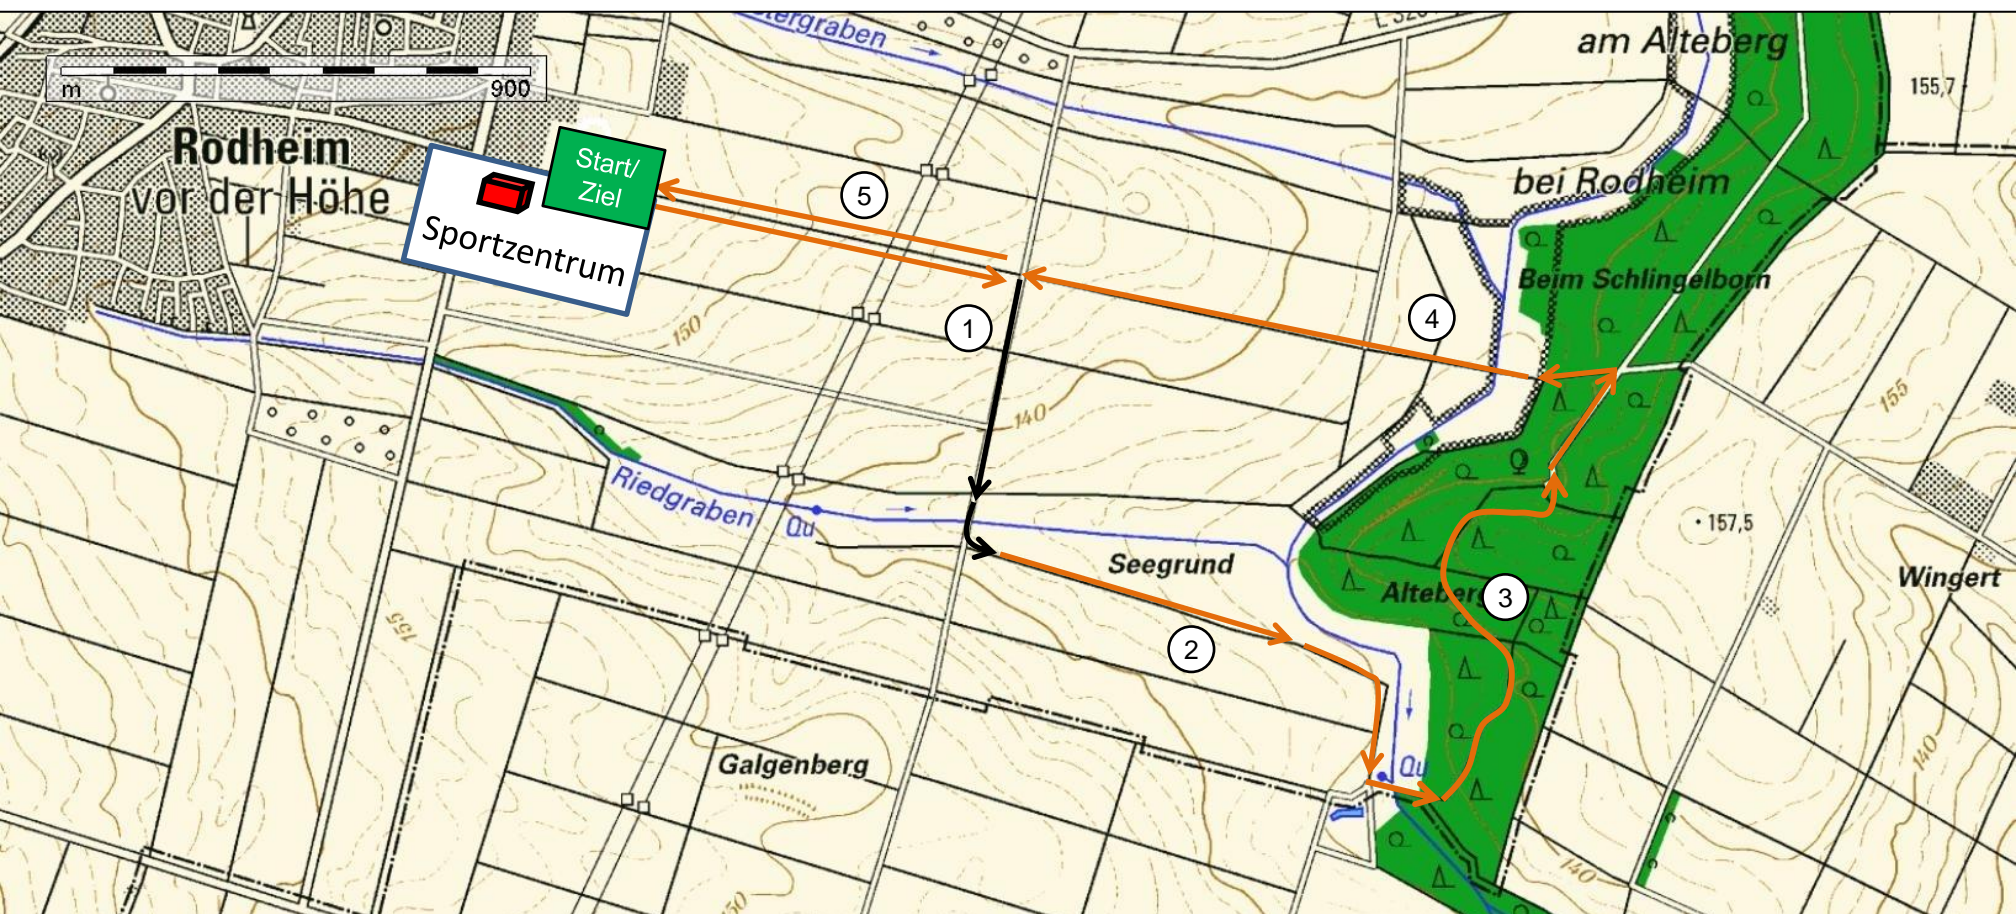 am Alteberg
155,7
m
900
Rodheim
vor der Höhe
Start/
Ziel
Sportzentrum
5
bei Rodheim
Beim Schlingelborn
150
1
4
140
155
Riedgraben
Qu
157,5
Seegrund
Alteberg
3
Wingert
155
2
Galgenberg
Qu
140
140